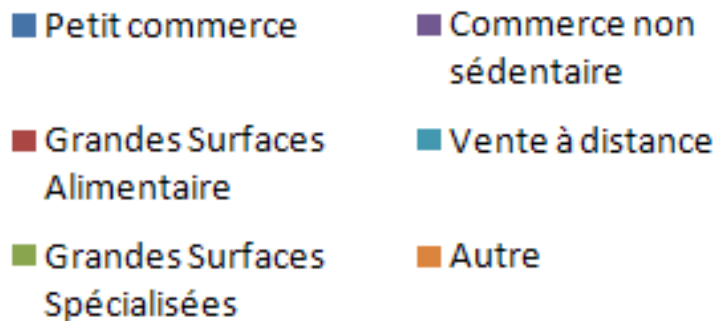 Petit commerce
Commerce non
sédentaire
Grandes Surfaces
Alimentaire
Vente à distance
Grandes Surfaces
Spécialisées
Autre